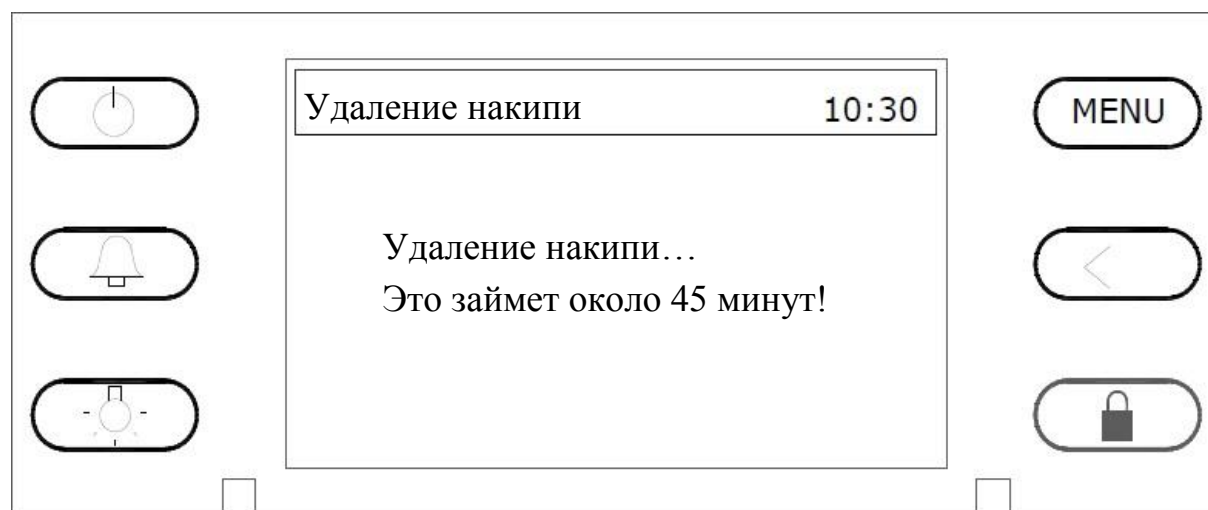 Удаление накипи 10:30
MENU
Удаление накипи…
Это займет около 45 минут!